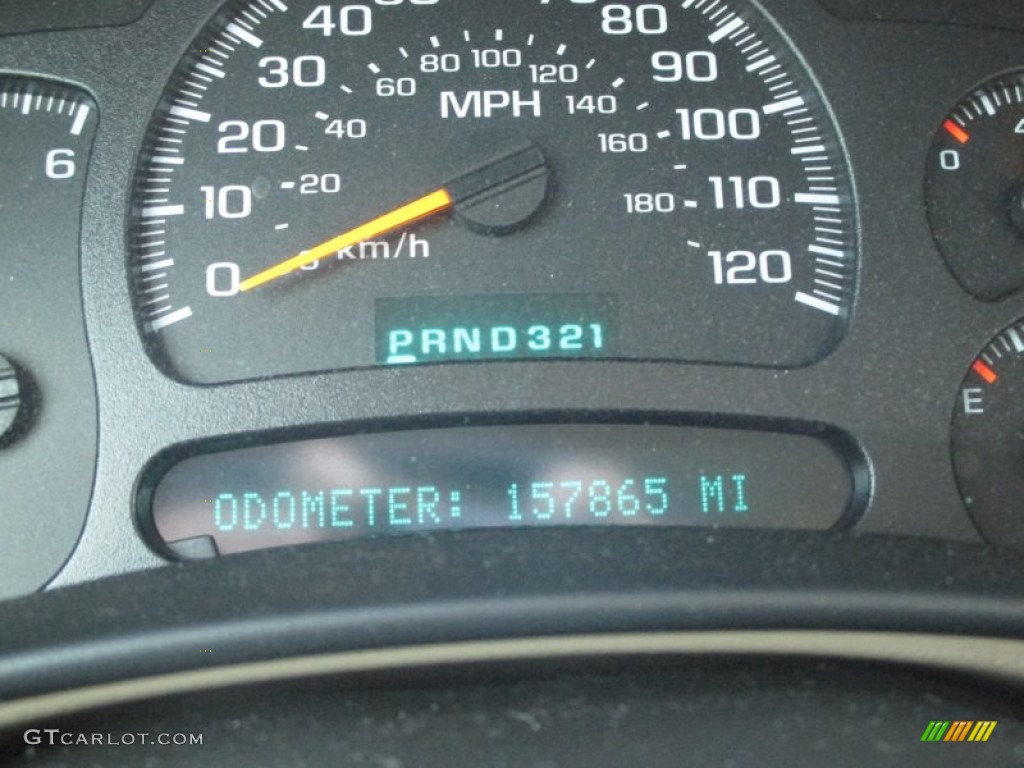 40 80
30 60 80 100 120 90
MPH 140
6 20 40 160 100 0
10 20 180 110
0 km/h 120
PRND321
E
ODOMETER: 157865 MI
GTCARLOT.COM